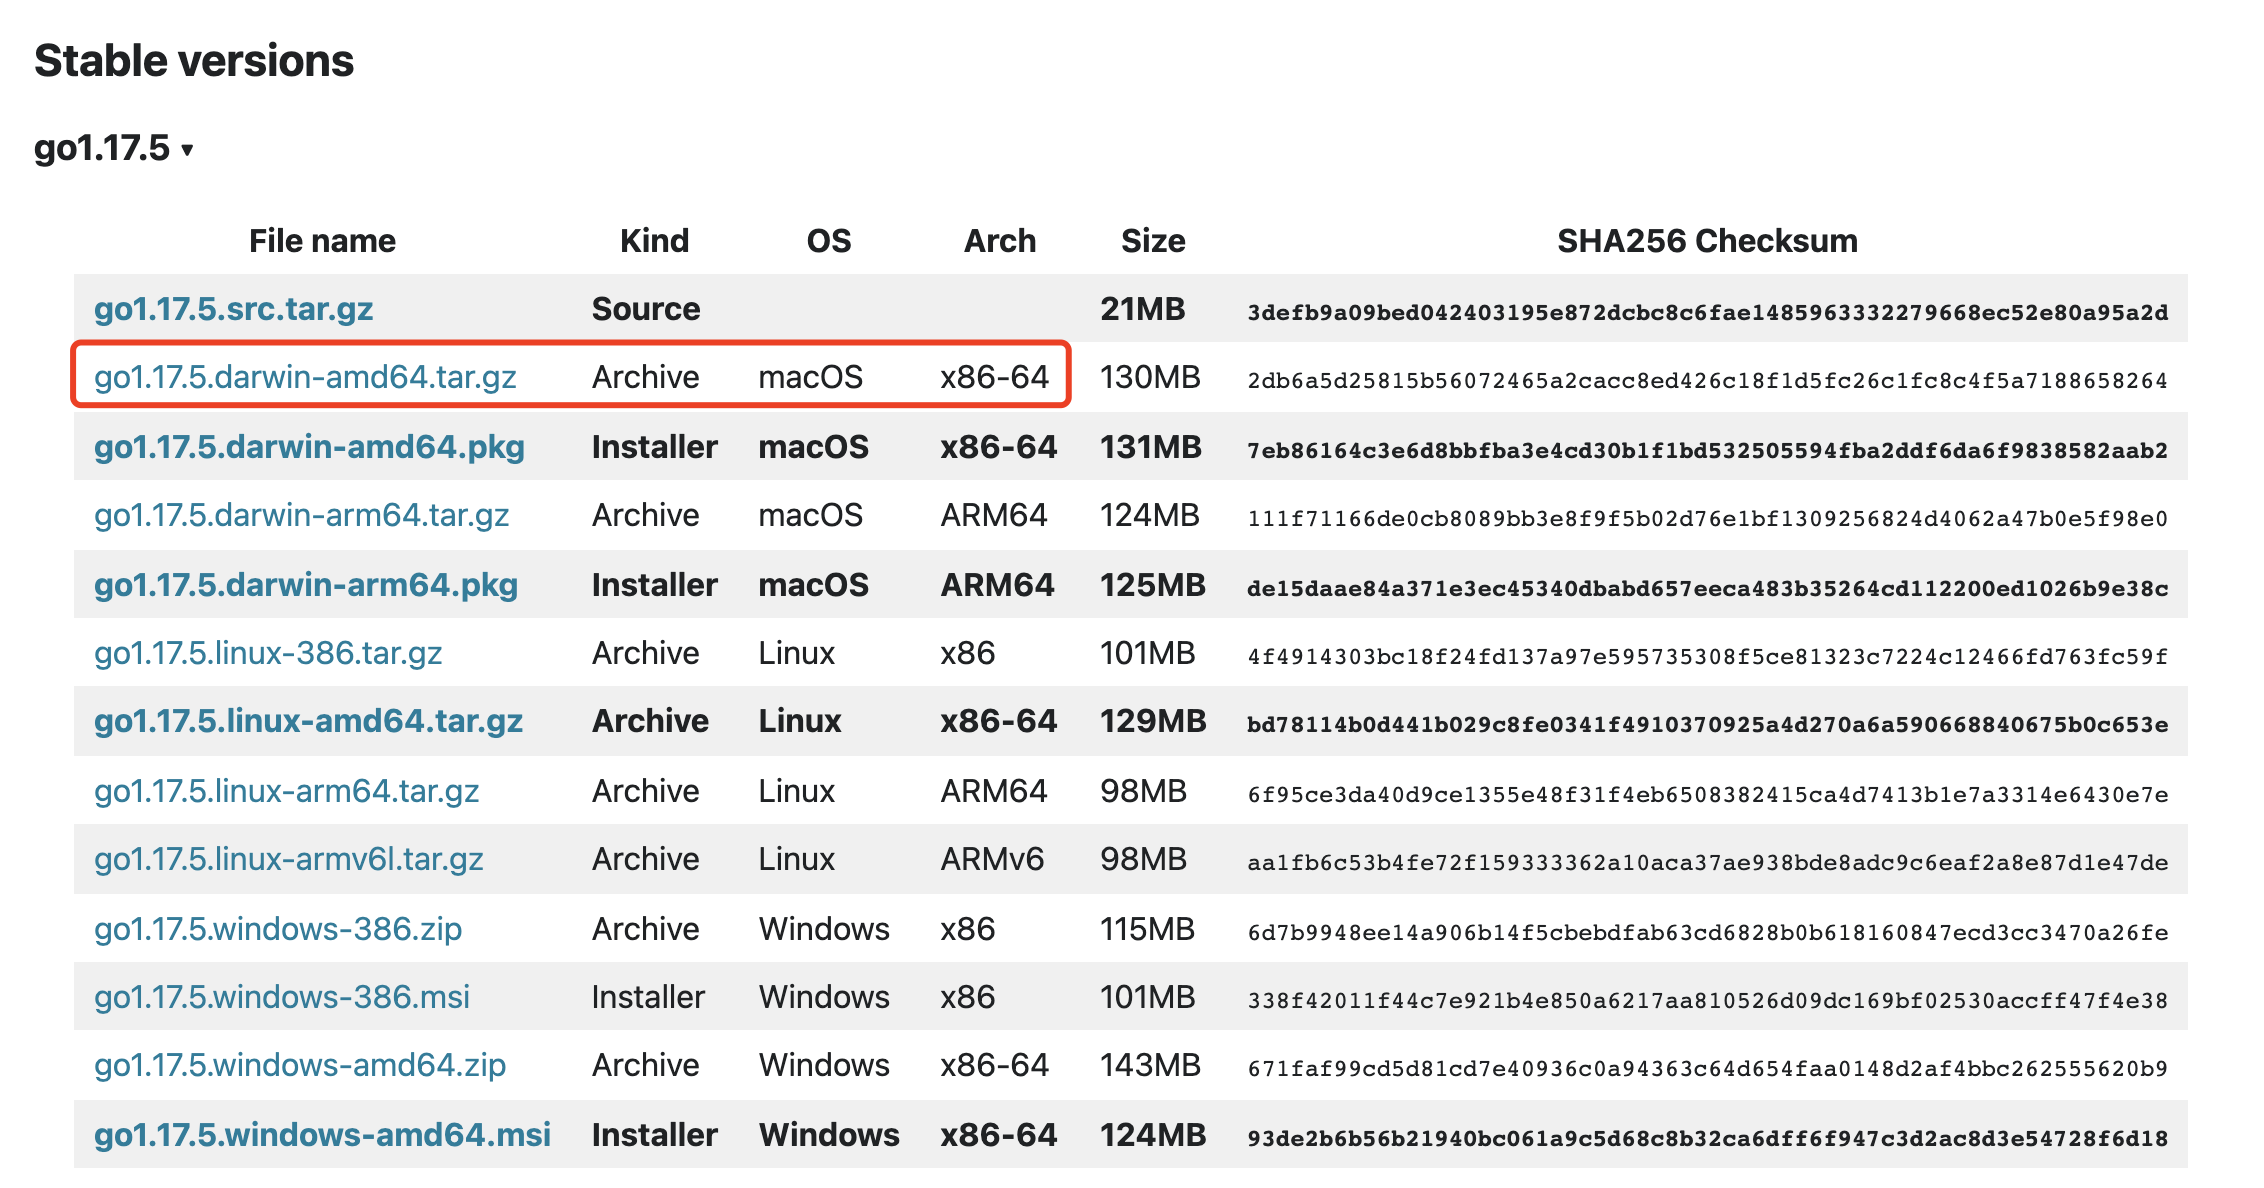 Stable versions
go1.17.5 ▾
File name Kind OS Arch Size SHA256 Checksum
go1.17.5.src.tar.gz Source 21MB 3defb9a09bed042403195e872dcbc8c6fae1485963332279668ec52e80a95a2d
go1.17.5.darwin-amd64.tar.gz Archive macOS x86-64 130MB 2db6a5d25815b56072465a2cacc8ed426c18f1d5fc26c1fc8c4f5a7188658264
go1.17.5.darwin-amd64.pkg Installer macOS x86-64 131MB 7eb86164c3e6d8bbfba3e4cd30b1f1bd532505594fba2ddf6da6f9838582aab2
go1.17.5.darwin-arm64.tar.gz Archive macOS ARM64 124MB 111f71166de0cb8089bb3e8f9f5b02d76e1bf1309256824d4062a47b0e5f98e0
go1.17.5.darwin-arm64.pkg Installer macOS ARM64 125MB de15daae84a371e3ec45340dbabd657eeca483b35264cd112200ed1026b9e38c
go1.17.5.linux-386.tar.gz Archive Linux x86 101MB 4f4914303bc18f24fd137a97e595735308f5ce81323c7224c12466fd763fc59f
go1.17.5.linux-amd64.tar.gz Archive Linux x86-64 129MB bd78114b0d441b029c8fe0341f4910370925a4d270a6a590668840675b0c653e
go1.17.5.linux-arm64.tar.gz Archive Linux ARM64 98MB 6f95ce3da40d9ce1355e48f31f4eb6508382415ca4d7413b1e7a3314e6430e7e
go1.17.5.linux-armv6l.tar.gz Archive Linux ARMv6 98MB aa1fb6c53b4fe72f159333362a10aca37ae938bde8adc9c6eaf2a8e87d1e47de
go1.17.5.windows-386.zip Archive Windows x86 115MB 6d7b9948ee14a906b14f5cbebdfab63cd6828b0b618160847ecd3cc3470a26fe
go1.17.5.windows-386.msi Installer Windows x86 101MB 338f42011f44c7e921b4e850a6217aa810526d09dc169bf02530accff47f4e38
go1.17.5.windows-amd64.zip Archive Windows x86-64 143MB 671faf99cd5d81cd7e40936c0a94363c64d654faa0148d2af4bbc262555620b9
go1.17.5.windows-amd64.msi Installer Windows x86-64 124MB 93de2b6b56b21940bc061a9c5d68c8b32ca6dff6f947c3d2ac8d3e54728f6d18